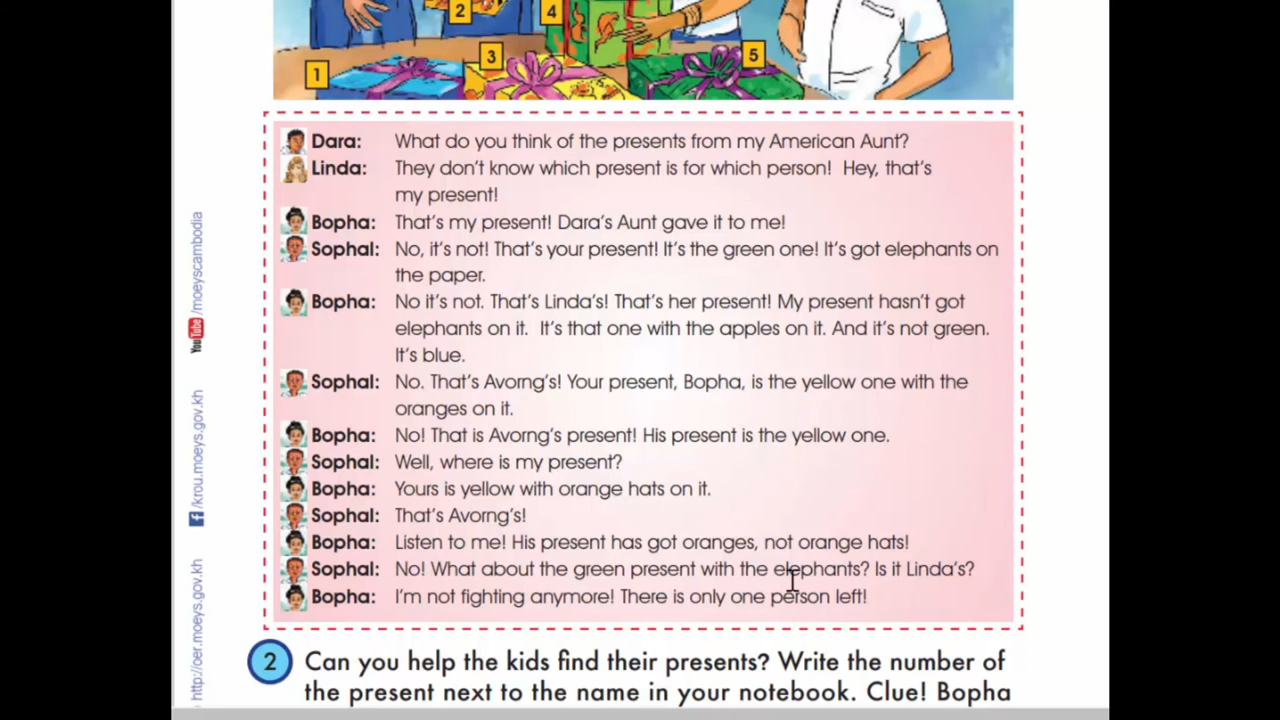 2
4
3
5
1
Dara: What do you think of the presents from my American Aunt?
Linda: They don't know which present is for which person! Hey, that's
my present!
Bopha: That's my present! Dara's Aunt gave it to me!
Sophal: No, it's not! That's your present! It's the green one! It's got elephants on
the paper.
Bopha: No it's not. That's Linda's! That's her present! My present hasn't got
elephants on it. It's that one with the apples on it. And it's not green.
It's blue.
Sophal: No. That's Avorng's! Your present, Bopha, is the yellow one with the
oranges on it.
Bopha: No! That is Avorng's present! His present is the yellow one.
Sophal: Well, where is my present?
Bopha: Yours is yellow with orange hats on it.
Sophal: That's Avorng's!
Bopha: Listen to me! His present has got oranges, not orange hats!
Sophal: No! What about the green present with the elephants? Is it Linda's?
Bopha: I'm not fighting anymore! There is only one person left!
2 Can you help the kids find their presents? Write the number of
the present next to the name in your notebook. Clue! Bopha
YouTube /moeyscambodia
f /krou.moeys.gov.kh
http://oer.moeys.gov.kh